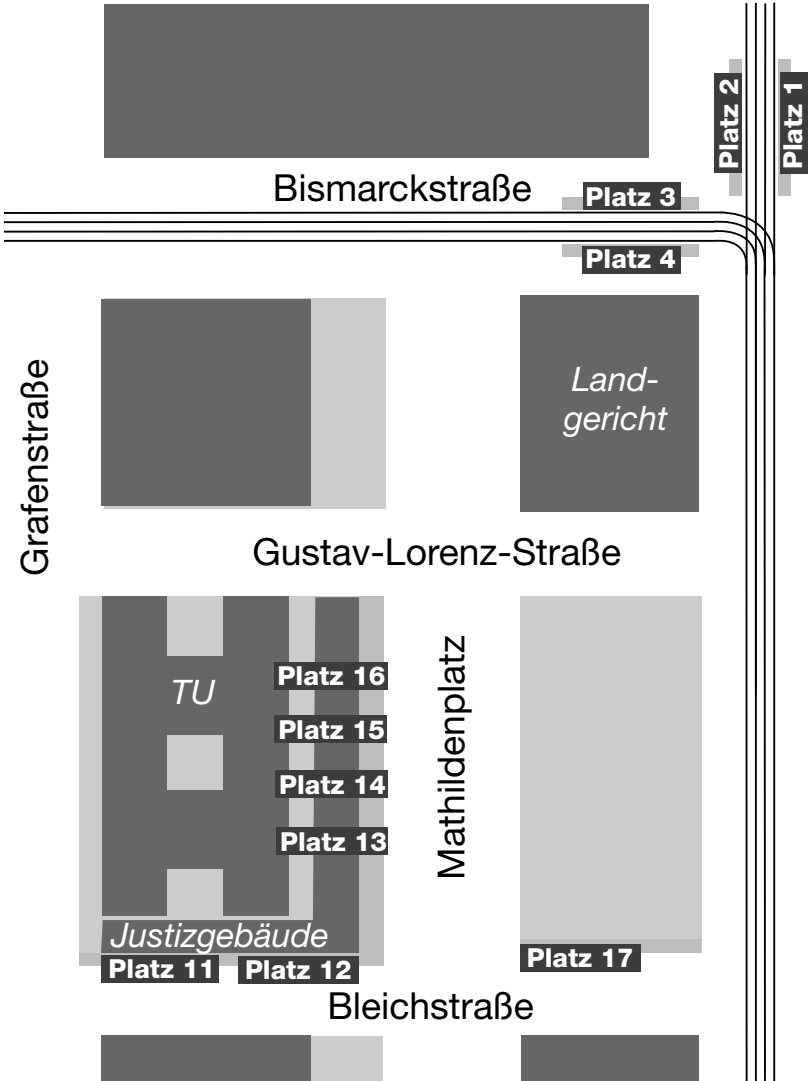 Platz 2
Platz 1
Bismarckstraße
Platz 3
Platz 4
Land-
gericht
Grafenstraße
Gustav-Lorenz-Straße
TU
Platz 16
Platz 15
Platz 14
Platz 13
Mathildenplatz
Justizgebäude
Platz 11
Platz 12
Platz 17
Bleichstraße